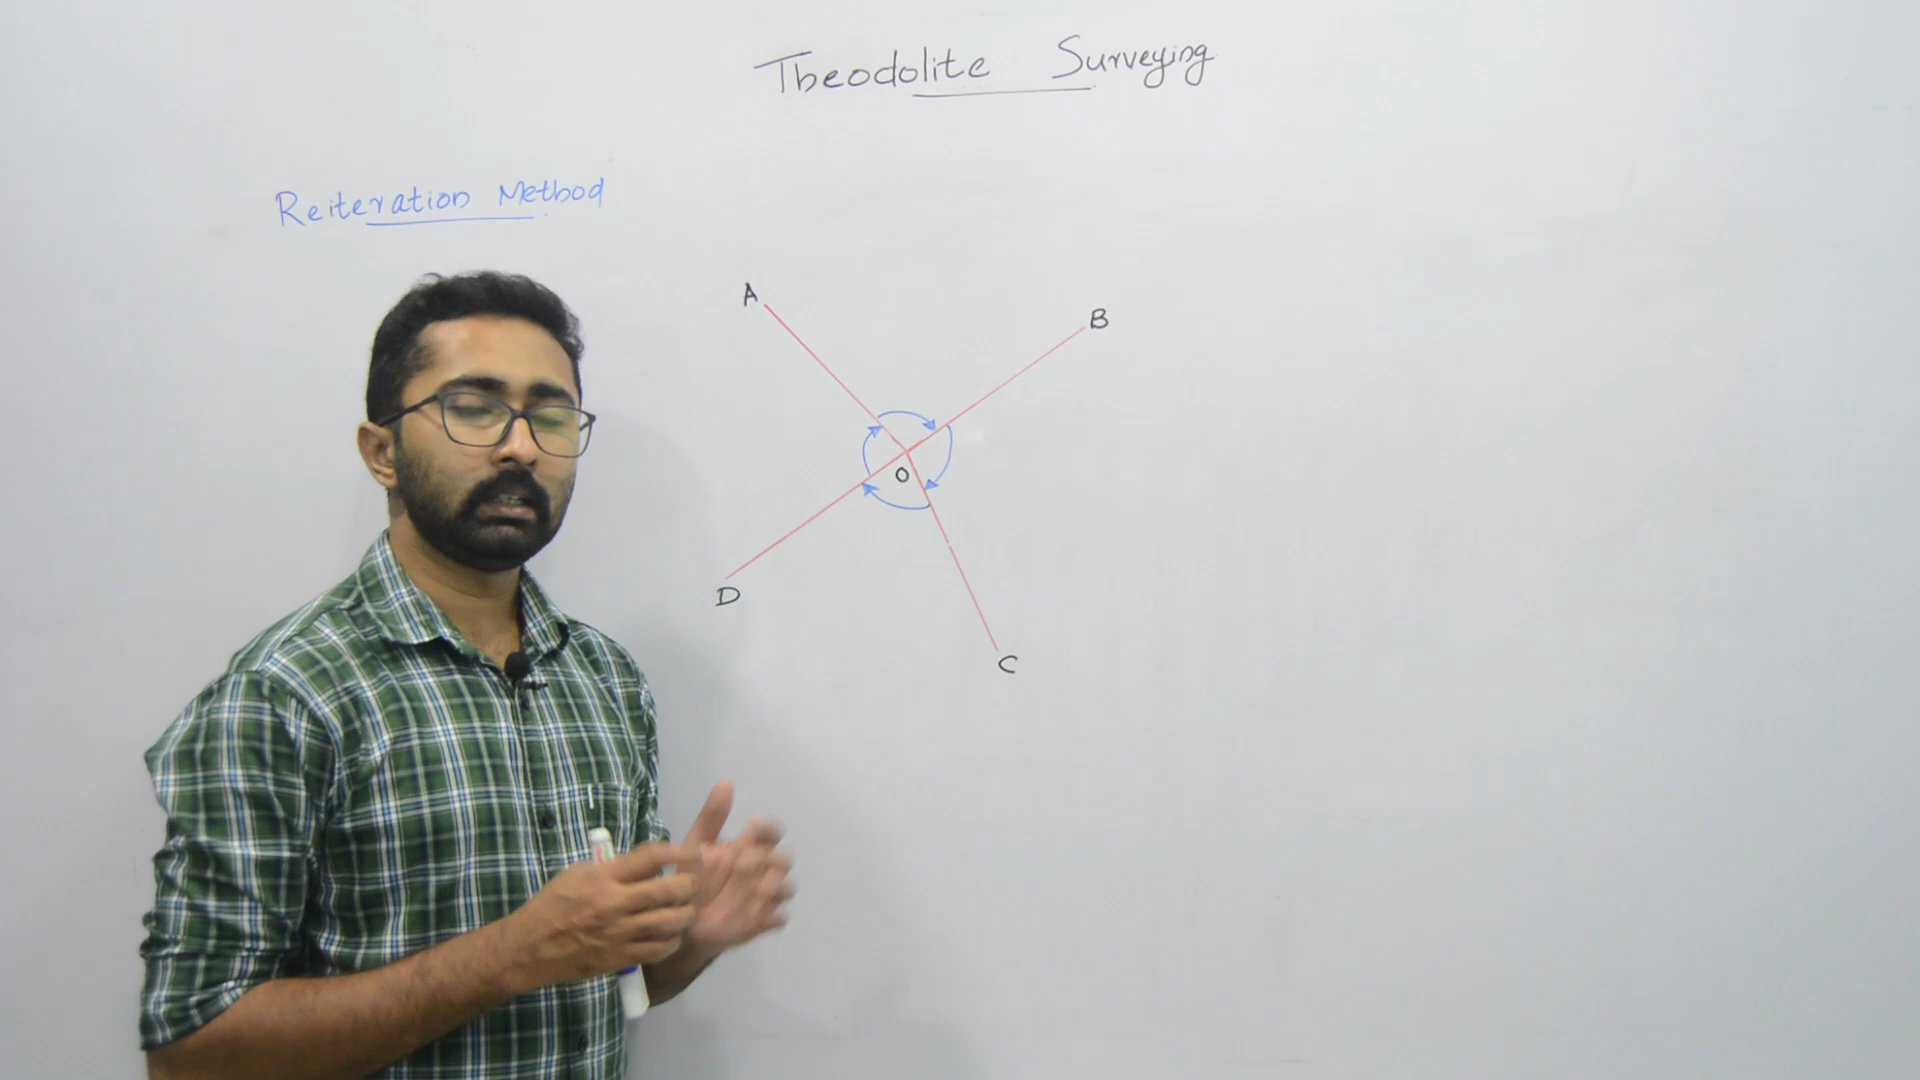 Theodolite Surveying
Reiteration Method
A
B
O
D
C